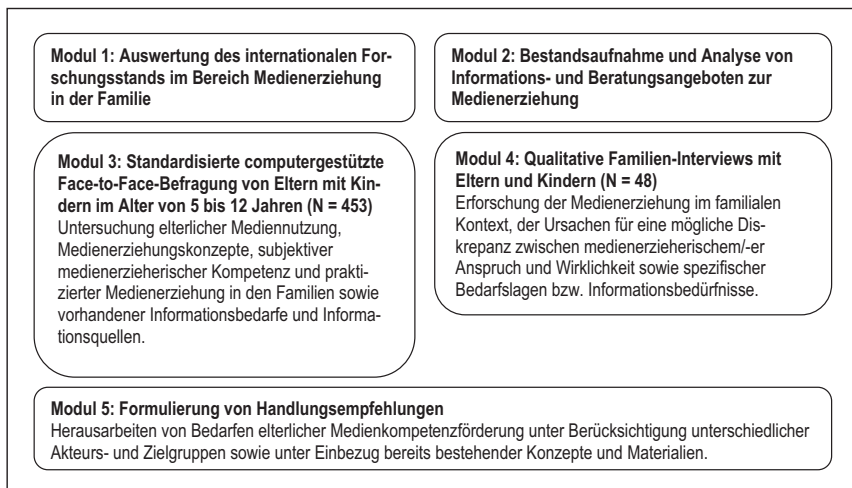 Modul 1: Auswertung des internationalen For-
schungsstands im Bereich Medienerziehung
in der Familie
Modul 2: Bestandsaufnahme und Analyse von
Informations- und Beratungsangeboten zur
Medienerziehung
Modul 3: Standardisierte computergestützte
Face-to-Face-Befragung von Eltern mit Kin-
dern im Alter von 5 bis 12 Jahren (N = 453)
Untersuchung elterlicher Mediennutzung,
Medienerziehungskonzepte, subjektiver
medienerzieherischer Kompetenz und prakti-
zierter Medienerziehung in den Familien sowie
vorhandener Informationsbedarfe und Informa-
tionsquellen.
Modul 4: Qualitative Familien-Interviews mit
Eltern und Kindern (N = 48)
Erforschung der Medienerziehung im familialen
Kontext, der Ursachen für eine mögliche Dis-
krepanz zwischen medienerzieherischem/-er
Anspruch und Wirklichkeit sowie spezifischer
Bedarfslagen bzw. Informationsbedürfnisse.
Modul 5: Formulierung von Handlungsempfehlungen
Herausarbeiten von Bedarfen elterlicher Medienkompetenzförderung unter Berücksichtigung unterschiedlicher
Akteurs- und Zielgruppen sowie unter Einbezug bereits bestehender Konzepte und Materialien.